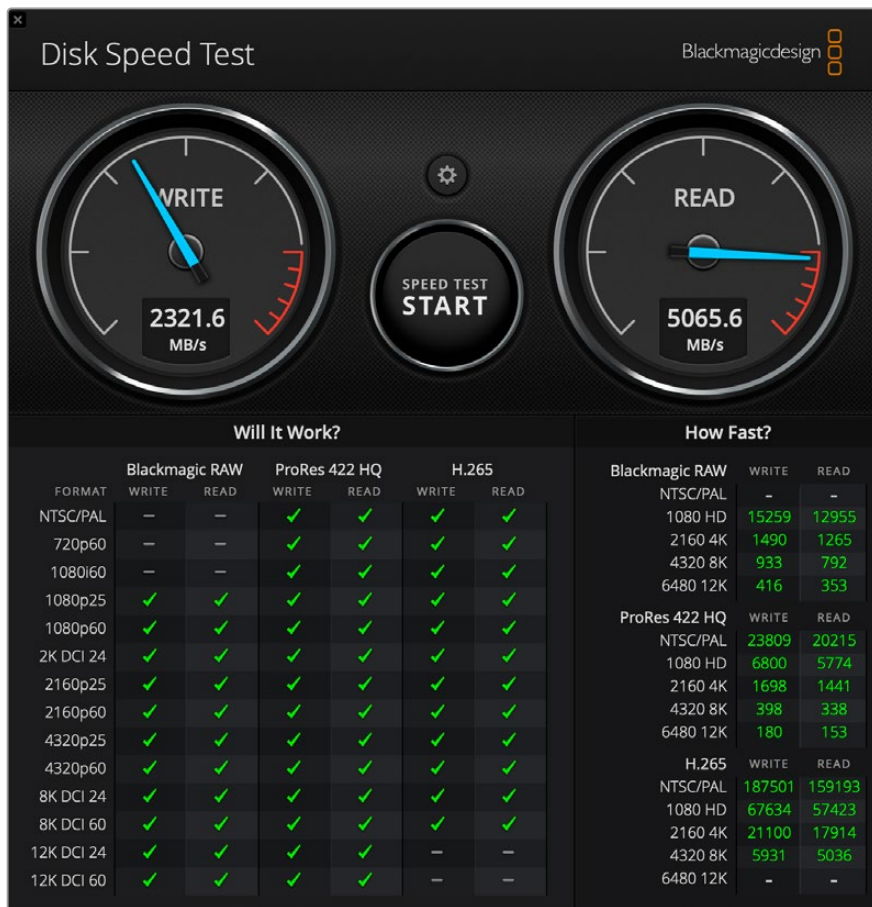 Disk Speed Test
Blackmagicdesign
WRITE
2321.6
MB/s
SPEED TEST
START
READ
5065.6
MB/s
Will It Work?
Blackmagic RAW ProRes 422 HQ H.265
FORMAT WRITE READ WRITE READ WRITE READ
NTSC/PAL – – ✓ ✓ ✓ ✓
720p60 – – ✓ ✓ ✓ ✓
1080i60 – – ✓ ✓ ✓ ✓
1080p25 ✓ ✓ ✓ ✓ ✓ ✓
1080p60 ✓ ✓ ✓ ✓ ✓ ✓
2K DCI 24 ✓ ✓ ✓ ✓ ✓ ✓
2160p25 ✓ ✓ ✓ ✓ ✓ ✓
2160p60 ✓ ✓ ✓ ✓ ✓ ✓
4320p25 ✓ ✓ ✓ ✓ ✓ ✓
4320p60 ✓ ✓ ✓ ✓ ✓ ✓
8K DCI 24 ✓ ✓ ✓ ✓ ✓ ✓
8K DCI 60 ✓ ✓ ✓ ✓ ✓ ✓
12K DCI 24 ✓ ✓ ✓ ✓ – –
12K DCI 60 ✓ ✓ ✓ ✓ – –
How Fast?
Blackmagic RAW WRITE READ
NTSC/PAL - -
1080 HD 15259 12955
2160 4K 1490 1265
4320 8K 933 792
6480 12K 416 353
ProRes 422 HQ WRITE READ
NTSC/PAL 23809 20215
1080 HD 6800 5774
2160 4K 1698 1441
4320 8K 398 338
6480 12K 180 153
H.265 WRITE READ
NTSC/PAL 187501 159193
1080 HD 67634 57423
2160 4K 21100 17914
4320 8K 5931 5036
6480 12K - -